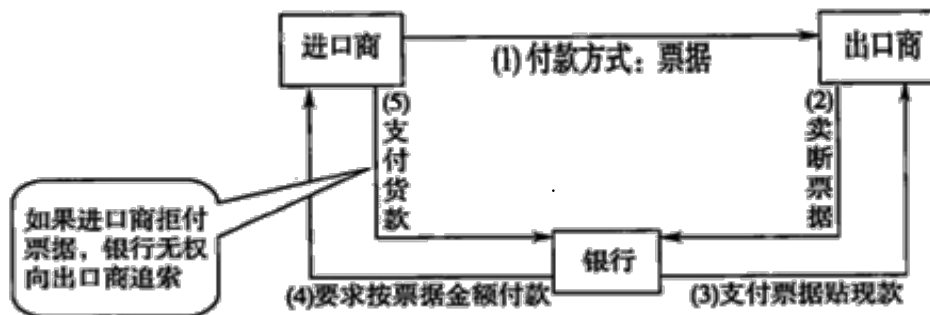 进口商
出口商
(1)付款方式：票据
(5)支付货款
(2)卖断票据
如果进口商拒付
票据，银行无权
向出口商追索
银行
(4)要求按票据金额付款
(3)支付票据贴现款